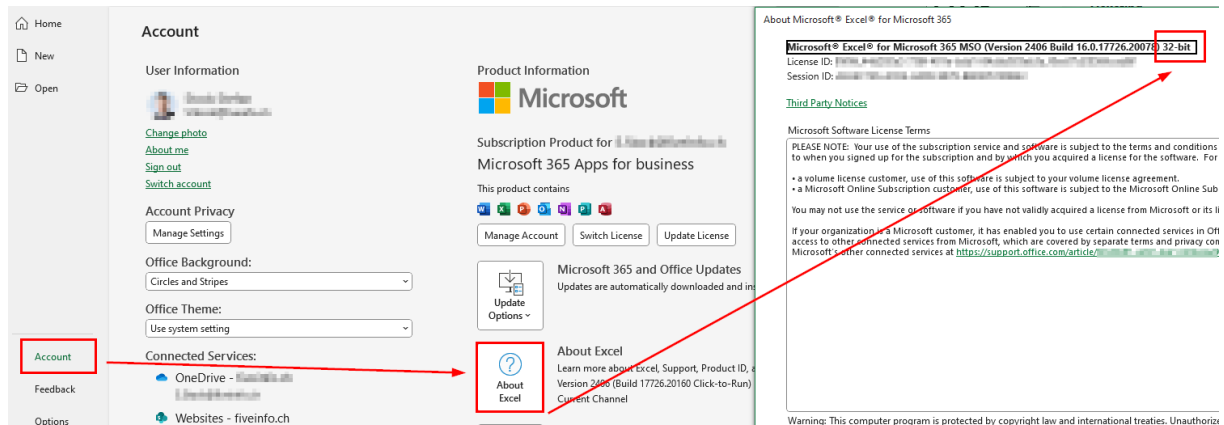 Home
New
Open
Account
Feedback
Options
Account
User Information
Change photo
About me
Sign out
Switch account
Account Privacy
Manage Settings
Office Background:
Circles and Stripes
Office Theme:
Use system setting
Connected Services:
OneDrive -
Websites - fiveinfo.ch
Product Information
Microsoft
Subscription Product for
Microsoft 365 Apps for business
This product contains
Manage Account
Switch License
Update License
Update
Options
Microsoft 365 and Office Updates
Updates are automatically downloaded and
About
Excel
About Excel
Learn more about Excel, Support, Product ID,
Version 2406 (Build 17726.20160 Click-to-Run)
Current Channel
About Microsoft® Excel® for Microsoft 365
Microsoft® Excel® for Microsoft 365 MSO (Version 2406 Build 16.0.17726.20078) 32-bit
License ID:
Session ID:
Third Party Notices
Microsoft Software License Terms
PLEASE NOTE: Your use of the subscription service and software is subject to the terms and conditions
to when you signed up for the subscription and by which you acquired a license for the software. For
• a volume license customer, use of this software is subject to your volume license agreement.
• a Microsoft Online Subscription customer, use of this software is subject to the Microsoft Online Sub
You may not use the service or software if you have not validly acquired a license from Microsoft or its
If your organization is a Microsoft customer, it has enabled you to use certain connected services in Off
access to other connected services from Microsoft, which are covered by separate terms and privacy com
Microsoft's other connected services at https://support.office.com/article/
Warning: This computer program is protected by copyright law and international treaties. Unauthorize